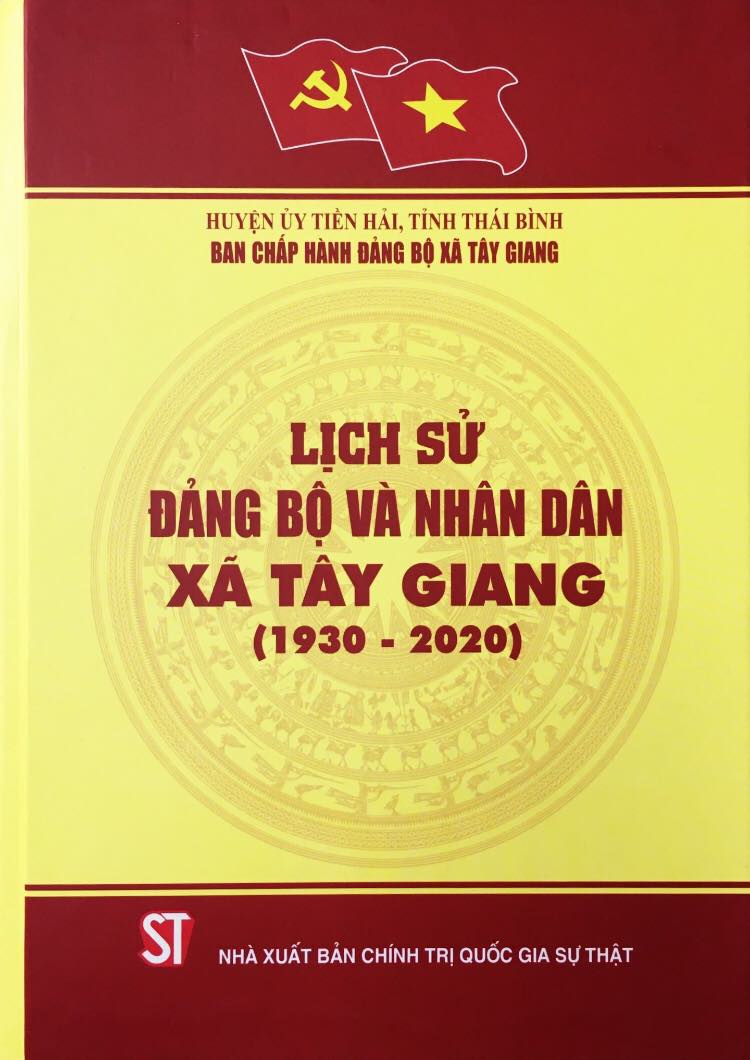 HUYỆN ỦY TIỀN HẢI, TỈNH THÁI BÌNH
BAN CHẤP HÀNH ĐẢNG BỘ XÃ TÂY GIANG
LỊCH SỬ
ĐẢNG BỘ VÀ NHÂN DÂN
XÃ TÂY GIANG
(1930 - 2020)
ST
NHÀ XUẤT BẢN CHÍNH TRỊ QUỐC GIA SỰ THẬT